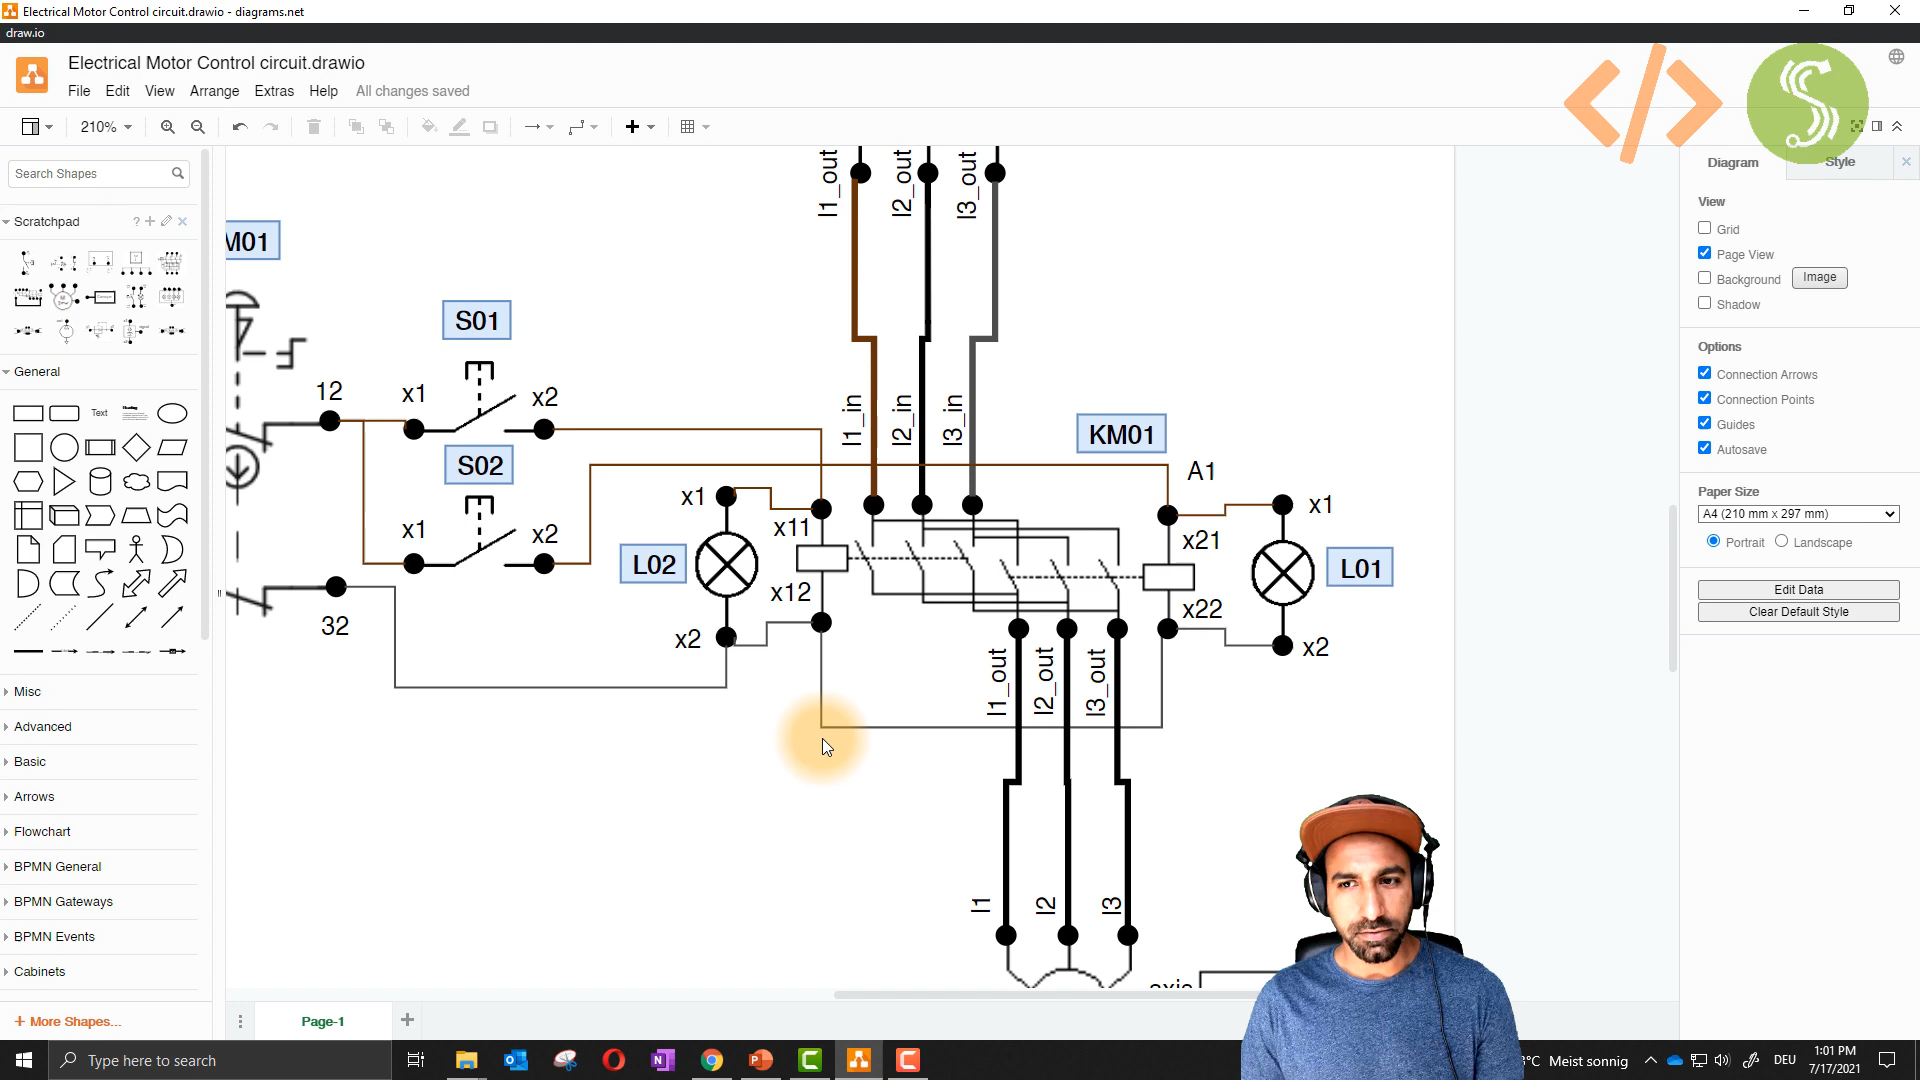 Electrical Motor Control circuit.drawio - diagrams.net
draw.io
Electrical Motor Control circuit.drawio
File Edit View Arrange Extras Help All changes saved
210%
Search Shapes
Scratchpad
?
General
Text
Heading
Misc
Advanced
Basic
Arrows
Flowchart
BPMN General
BPMN Gateways
BPMN Events
Cabinets
+ More Shapes...
Page-1
M01
12
32
S01
x1
x2
S02
x1
x2
l1_out
l2_out
l3_out
l1_in
l2_in
l3_in
KM01
A1
x1
x11
L02
x12
x2
x21
x22
x1
L01
x2
l1_out
l2_out
l3_out
l1
l2
l3
Diagram
Style
View
Grid
Page View
Background
Image
Shadow
Options
Connection Arrows
Connection Points
Guides
Autosave
Paper Size
A4 (210 mm x 297 mm)
Portrait
Landscape
Edit Data
Clear Default Style
Type here to search
°C Meist sonnig
DEU
1:01 PM
7/17/2021